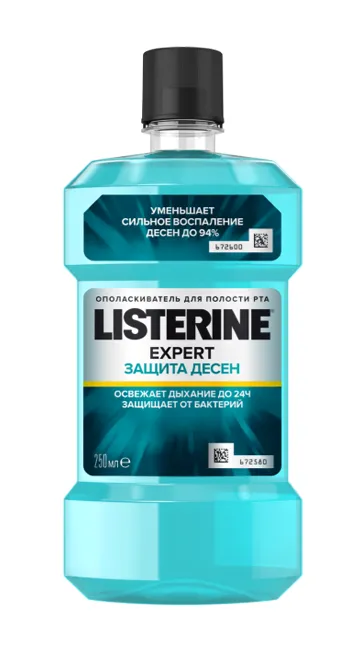 УМЕНЬШАЕТ
СИЛЬНОЕ ВОСПАЛЕНИЕ
ДЕСЕН ДО 94%
672600
ОПОЛАСКИВАТЕЛЬ ДЛЯ ПОЛОСТИ РТА
LISTERINE®
EXPERT
ЗАЩИТА ДЕСЕН
ОСВЕЖАЕТ ДЫХАНИЕ ДО 24Ч
ЗАЩИЩАЕТ ОТ БАКТЕРИЙ
250 МЛ ℮
672580